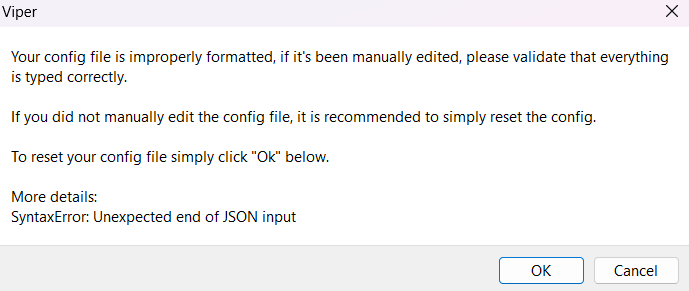 Viper
Your config file is improperly formatted, if it's been manually edited, please validate that everything
is typed correctly.
If you did not manually edit the config file, it is recommended to simply reset the config.
To reset your config file simply click "Ok" below.
More details:
SyntaxError: Unexpected end of JSON input
OK Cancel